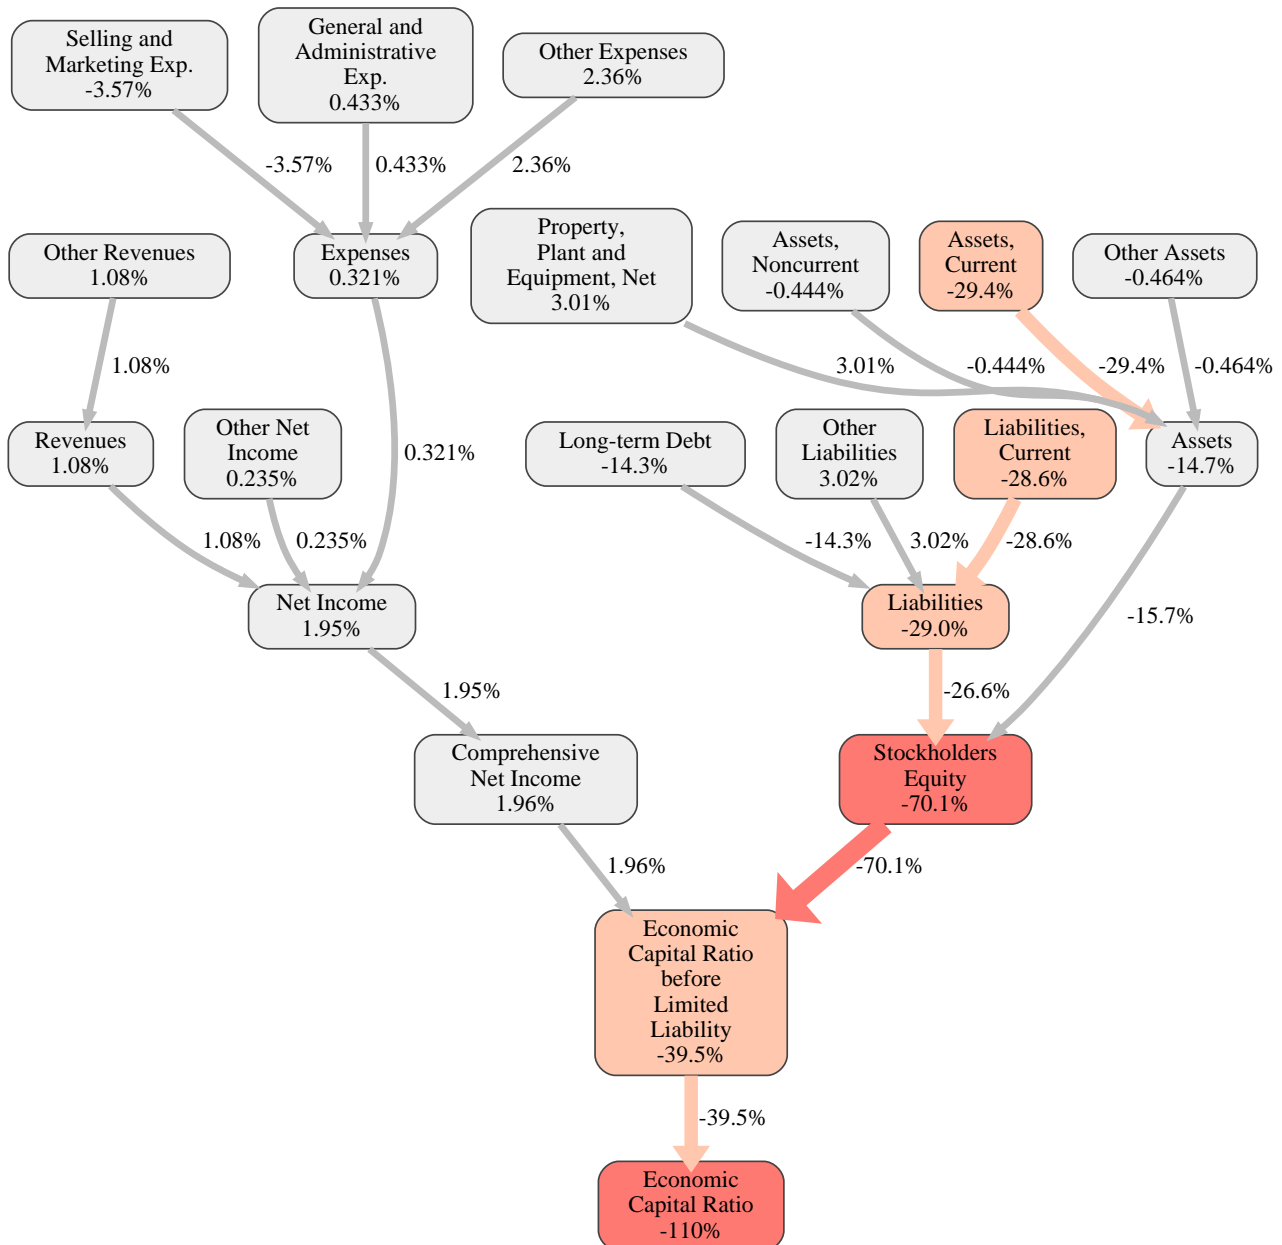 Selling and
Marketing Exp.
-3.57%
General and
Administrative
Exp.
0.433%
Other Expenses
2.36%
-3.57%
0.433%
2.36%
Other Revenues
1.08%
Expenses
0.321%
Property,
Plant and
Equipment, Net
3.01%
Assets,
Noncurrent
-0.444%
Assets,
Current
-29.4%
Other Assets
-0.464%
1.08%
3.01%
-0.444%
-29.4%
-0.464%
Revenues
1.08%
Other Net
Income
0.235%
0.321%
Long-term Debt
-14.3%
Other
Liabilities
3.02%
Liabilities,
Current
-28.6%
Assets
-14.7%
1.08%
0.235%
-14.3%
3.02%
-28.6%
Net Income
1.95%
Liabilities
-29.0%
-15.7%
1.95%
-26.6%
Comprehensive
Net Income
1.96%
Stockholders
Equity
-70.1%
1.96%
-70.1%
Economic
Capital Ratio
before
Limited
Liability
-39.5%
-39.5%
Economic
Capital Ratio
-110%